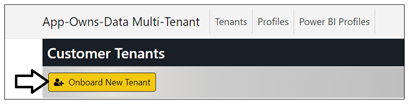 App-Owns-Data Multi-Tenant Tenants Profiles Power BI Profiles
Customer Tenants
Onboard New Tenant